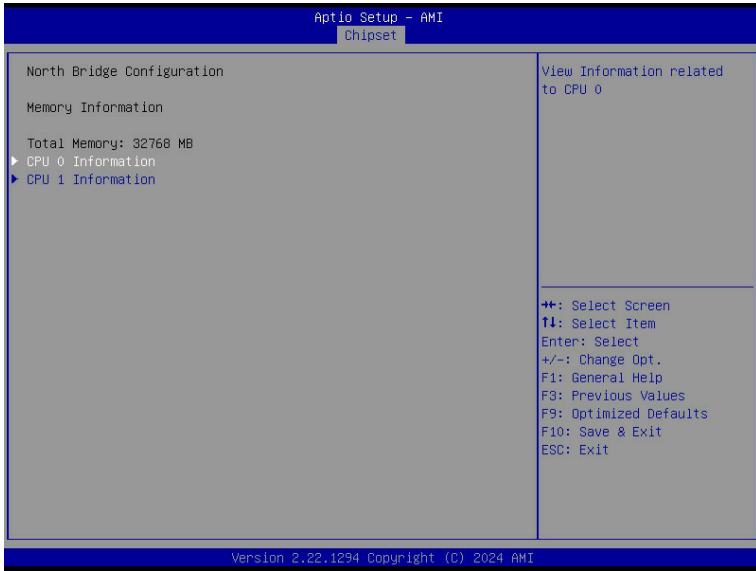 Aptio Setup – AMI
Chipset
North Bridge Configuration
Memory Information
Total Memory: 32768 MB
CPU 0 Information
CPU 1 Information
View Information related
to CPU 0
→←: Select Screen
↑↓: Select Item
Enter: Select
+/-: Change Opt.
F1: General Help
F3: Previous Values
F9: Optimized Defaults
F10: Save & Exit
ESC: Exit
Version 2.22.1294 Copyright (C) 2024 AMI